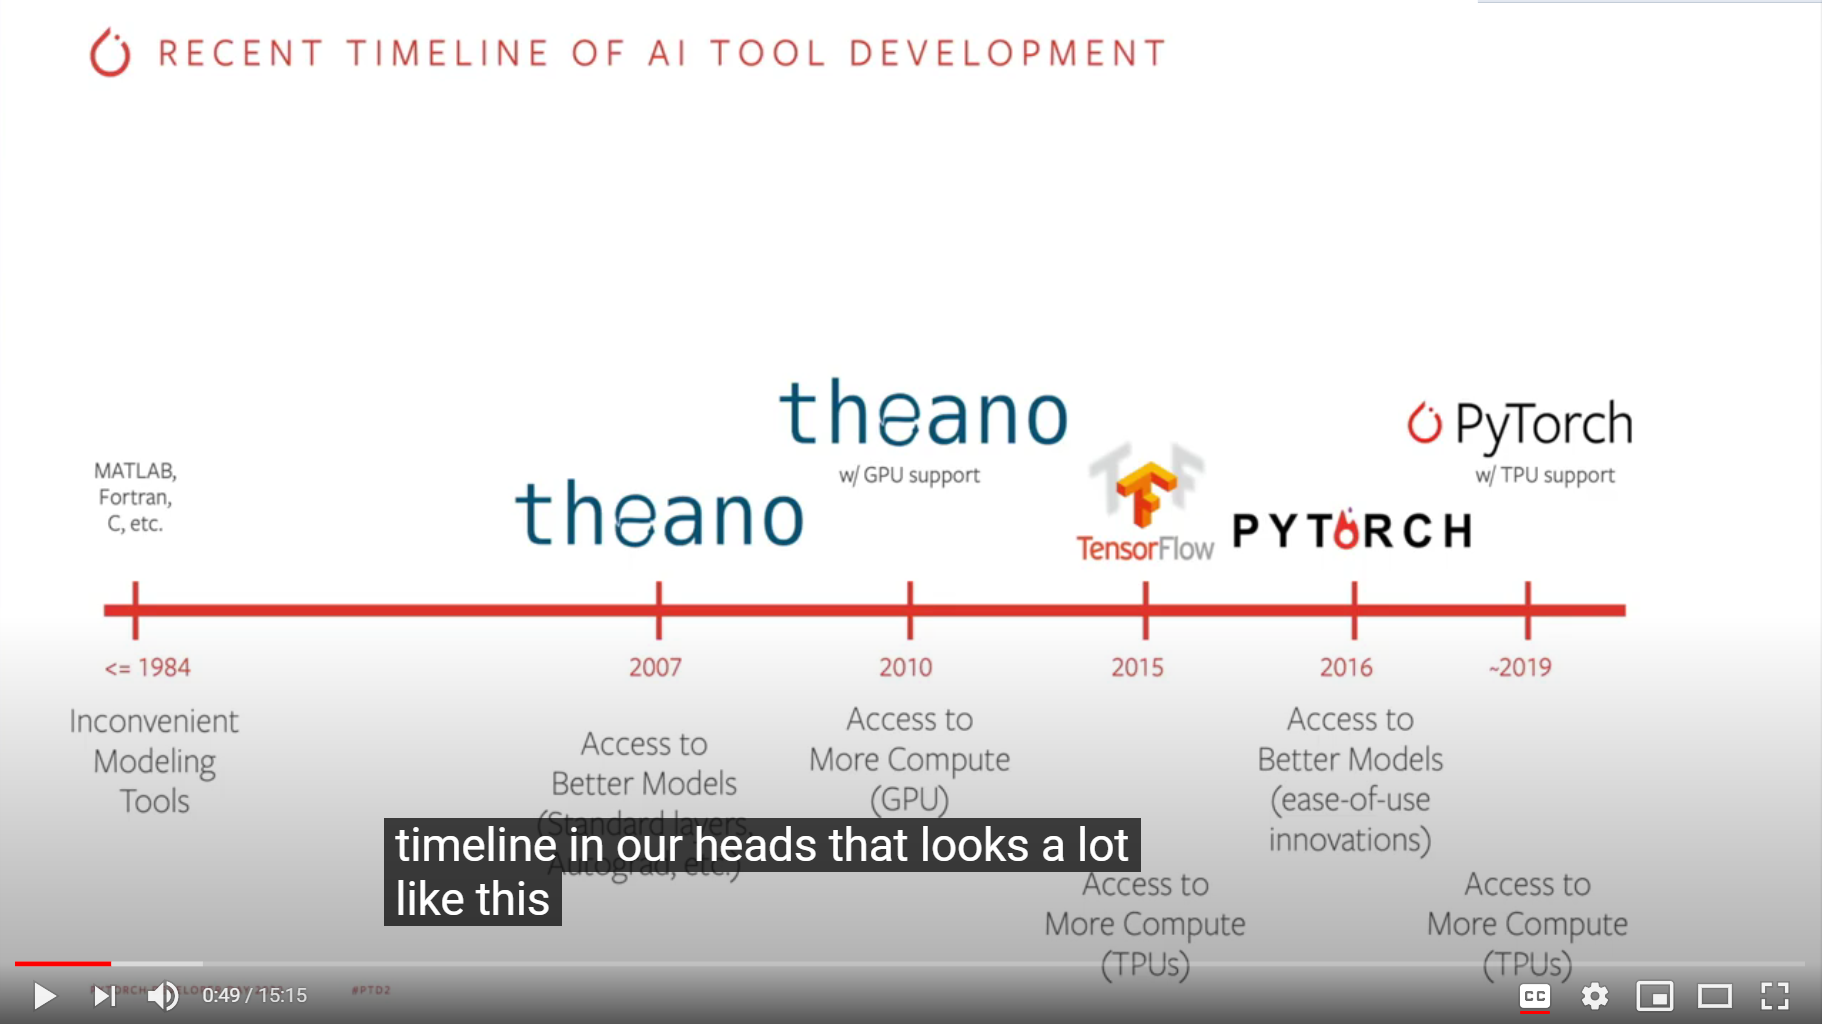 RECENT TIMELINE OF AI TOOL DEVELOPMENT
MATLAB,
Fortran,
C, etc.
theano
theano
w/ GPU support
TensorFlow
PYTORCH
PyTorch
w/ TPU support
<= 1984
2007
2010
2015
2016
~2019
Inconvenient
Modeling
Tools
Access to
Better Models
(Standard layers,
Autograd, etc.)
Access to
More Compute
(GPU)
Access to
More Compute
(TPUs)
Access to
Better Models
(ease-of-use
innovations)
Access to
More Compute
(TPUs)
timeline in our heads that looks a lot
like this
0:49 / 15:15
#PTD2
CC